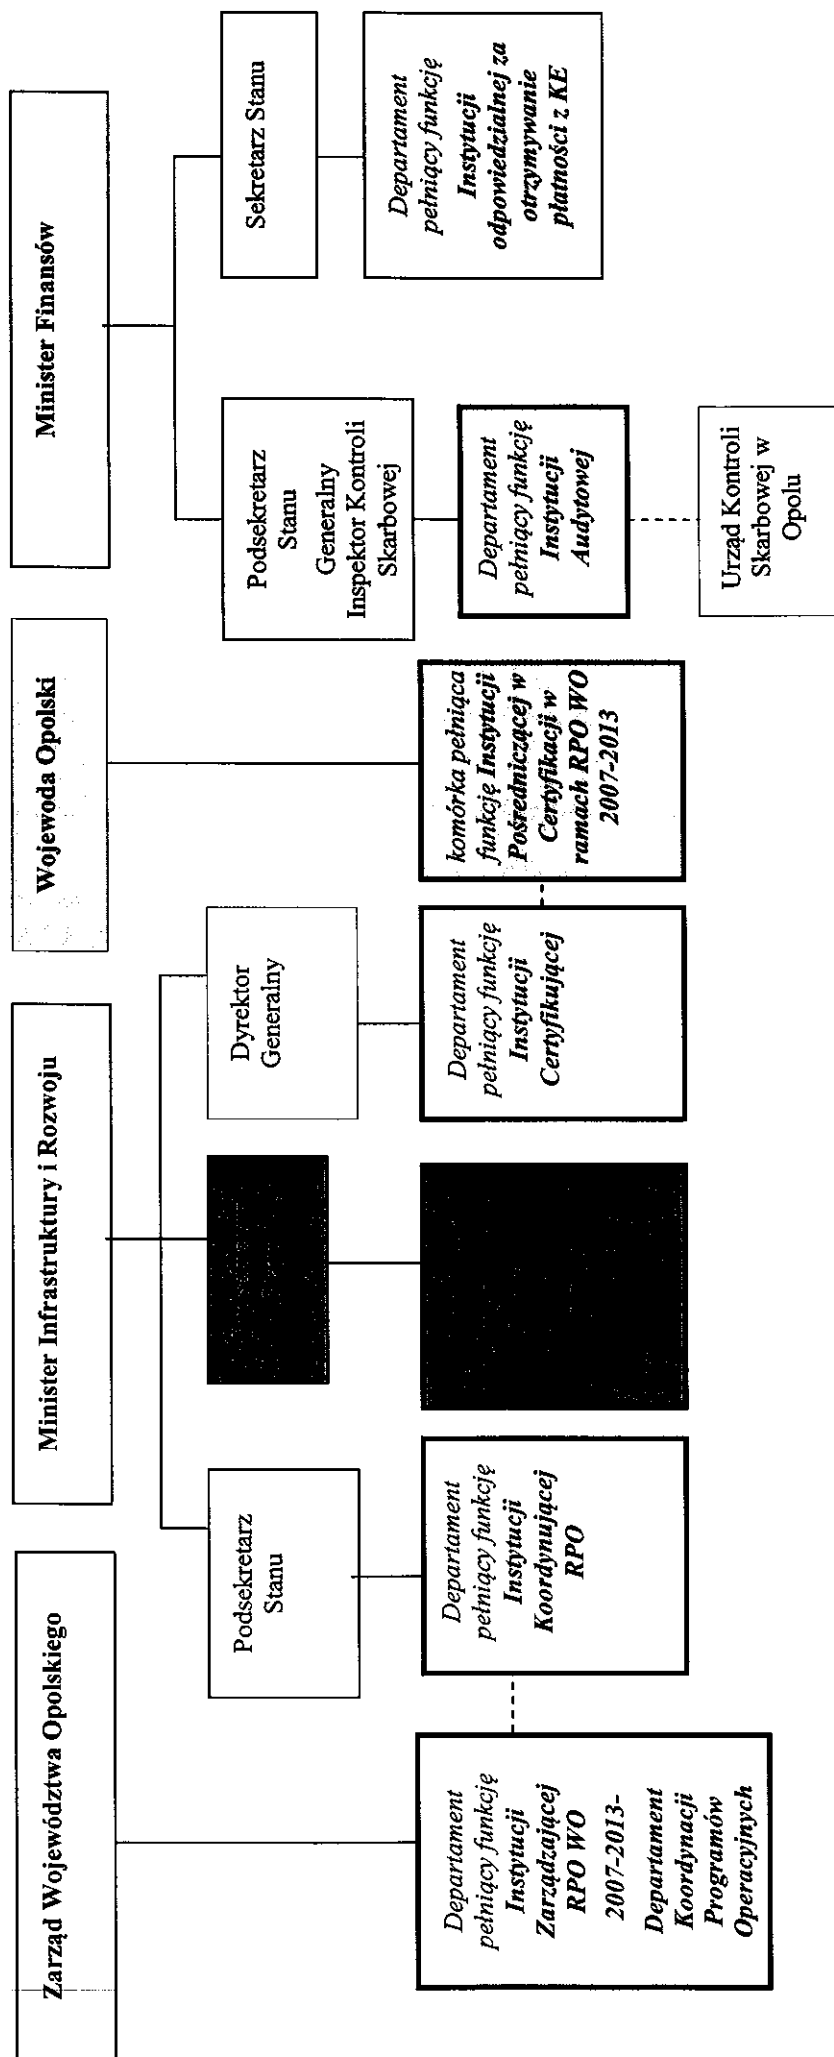 Zarząd Województwa Opolskiego
Departament
pełniący funkcję
Instytucji
Zarządzającej
RPO WO
2007-2013-
Departament
Koordynacji
Programów
Operacyjnych
Minister Infrastruktury i Rozwoju
Podsekretarz
Stanu
Departament
pełniący funkcję
Instytucji
Koordynującej
RPO
Dyrektor
Generalny
Departament
pełniący funkcję
Instytucji
Certyfikującej
Wojewoda Opolski
komórka pełniąca
funkcję Instytucji
Pośredniczącej w
Certyfikacji w
ramach RPO WO
2007-2013
Minister Finansów
Podsekretarz
Stanu
Generalny
Inspektor Kontroli
Skarbowej
Departament
pełniący funkcję
Instytucji
Audytowej
Urząd Kontroli
Skarbowej w
Opolu
Sekretarz Stanu
Departament
pełniący funkcję
Instytucji
odpowiedzialnej za
otrzymywanie
płatności z KE